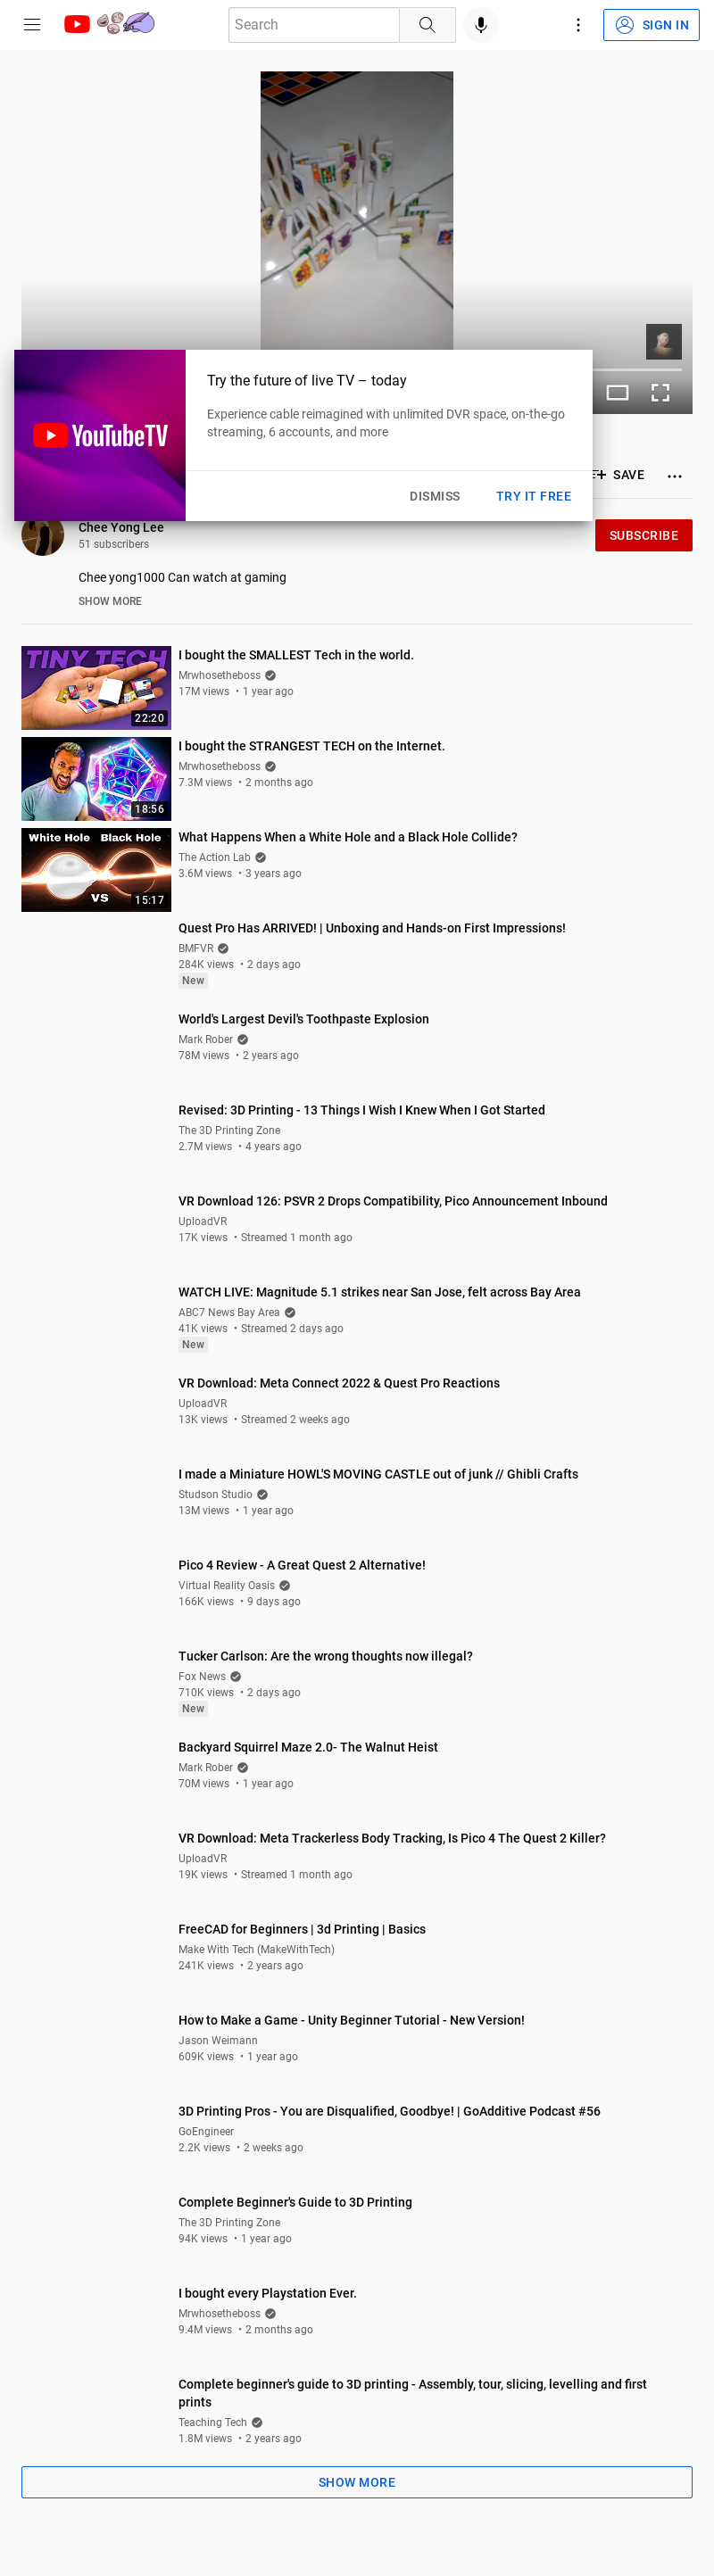 Search
SIGN IN
YouTubeTV
Try the future of live TV – today
Experience cable reimagined with unlimited DVR space, on-the-go
streaming, 6 accounts, and more
DISMISS
TRY IT FREE
SAVE
Chee Yong Lee
51 subscribers
SUBSCRIBE
Chee yong1000 Can watch at gaming
SHOW MORE
TINY TECH
22:20
I bought the SMALLEST Tech in the world.
Mrwhosetheboss
17M views • 1 year ago
18:56
I bought the STRANGEST TECH on the Internet.
Mrwhosetheboss
7.3M views • 2 months ago
White Hole Black Hole
VS
15:17
What Happens When a White Hole and a Black Hole Collide?
The Action Lab
3.6M views • 3 years ago
Quest Pro Has ARRIVED! | Unboxing and Hands-on First Impressions!
BMFVR
284K views • 2 days ago
New
World's Largest Devil's Toothpaste Explosion
Mark Rober
78M views • 2 years ago
Revised: 3D Printing - 13 Things I Wish I Knew When I Got Started
The 3D Printing Zone
2.7M views • 4 years ago
VR Download 126: PSVR 2 Drops Compatibility, Pico Announcement Inbound
UploadVR
17K views • Streamed 1 month ago
WATCH LIVE: Magnitude 5.1 strikes near San Jose, felt across Bay Area
ABC7 News Bay Area
41K views • Streamed 2 days ago
New
VR Download: Meta Connect 2022 & Quest Pro Reactions
UploadVR
13K views • Streamed 2 weeks ago
I made a Miniature HOWL'S MOVING CASTLE out of junk // Ghibli Crafts
Studson Studio
13M views • 1 year ago
Pico 4 Review - A Great Quest 2 Alternative!
Virtual Reality Oasis
166K views • 9 days ago
Tucker Carlson: Are the wrong thoughts now illegal?
Fox News
710K views • 2 days ago
New
Backyard Squirrel Maze 2.0- The Walnut Heist
Mark Rober
70M views • 1 year ago
VR Download: Meta Trackerless Body Tracking, Is Pico 4 The Quest 2 Killer?
UploadVR
19K views • Streamed 1 month ago
FreeCAD for Beginners | 3d Printing | Basics
Make With Tech (MakeWithTech)
241K views • 2 years ago
How to Make a Game - Unity Beginner Tutorial - New Version!
Jason Weimann
609K views • 1 year ago
3D Printing Pros - You are Disqualified, Goodbye! | GoAdditive Podcast #56
GoEngineer
2.2K views • 2 weeks ago
Complete Beginner's Guide to 3D Printing
The 3D Printing Zone
94K views • 1 year ago
I bought every Playstation Ever.
Mrwhosetheboss
9.4M views • 2 months ago
Complete beginner's guide to 3D printing - Assembly, tour, slicing, levelling and first
prints
Teaching Tech
1.8M views • 2 years ago
SHOW MORE